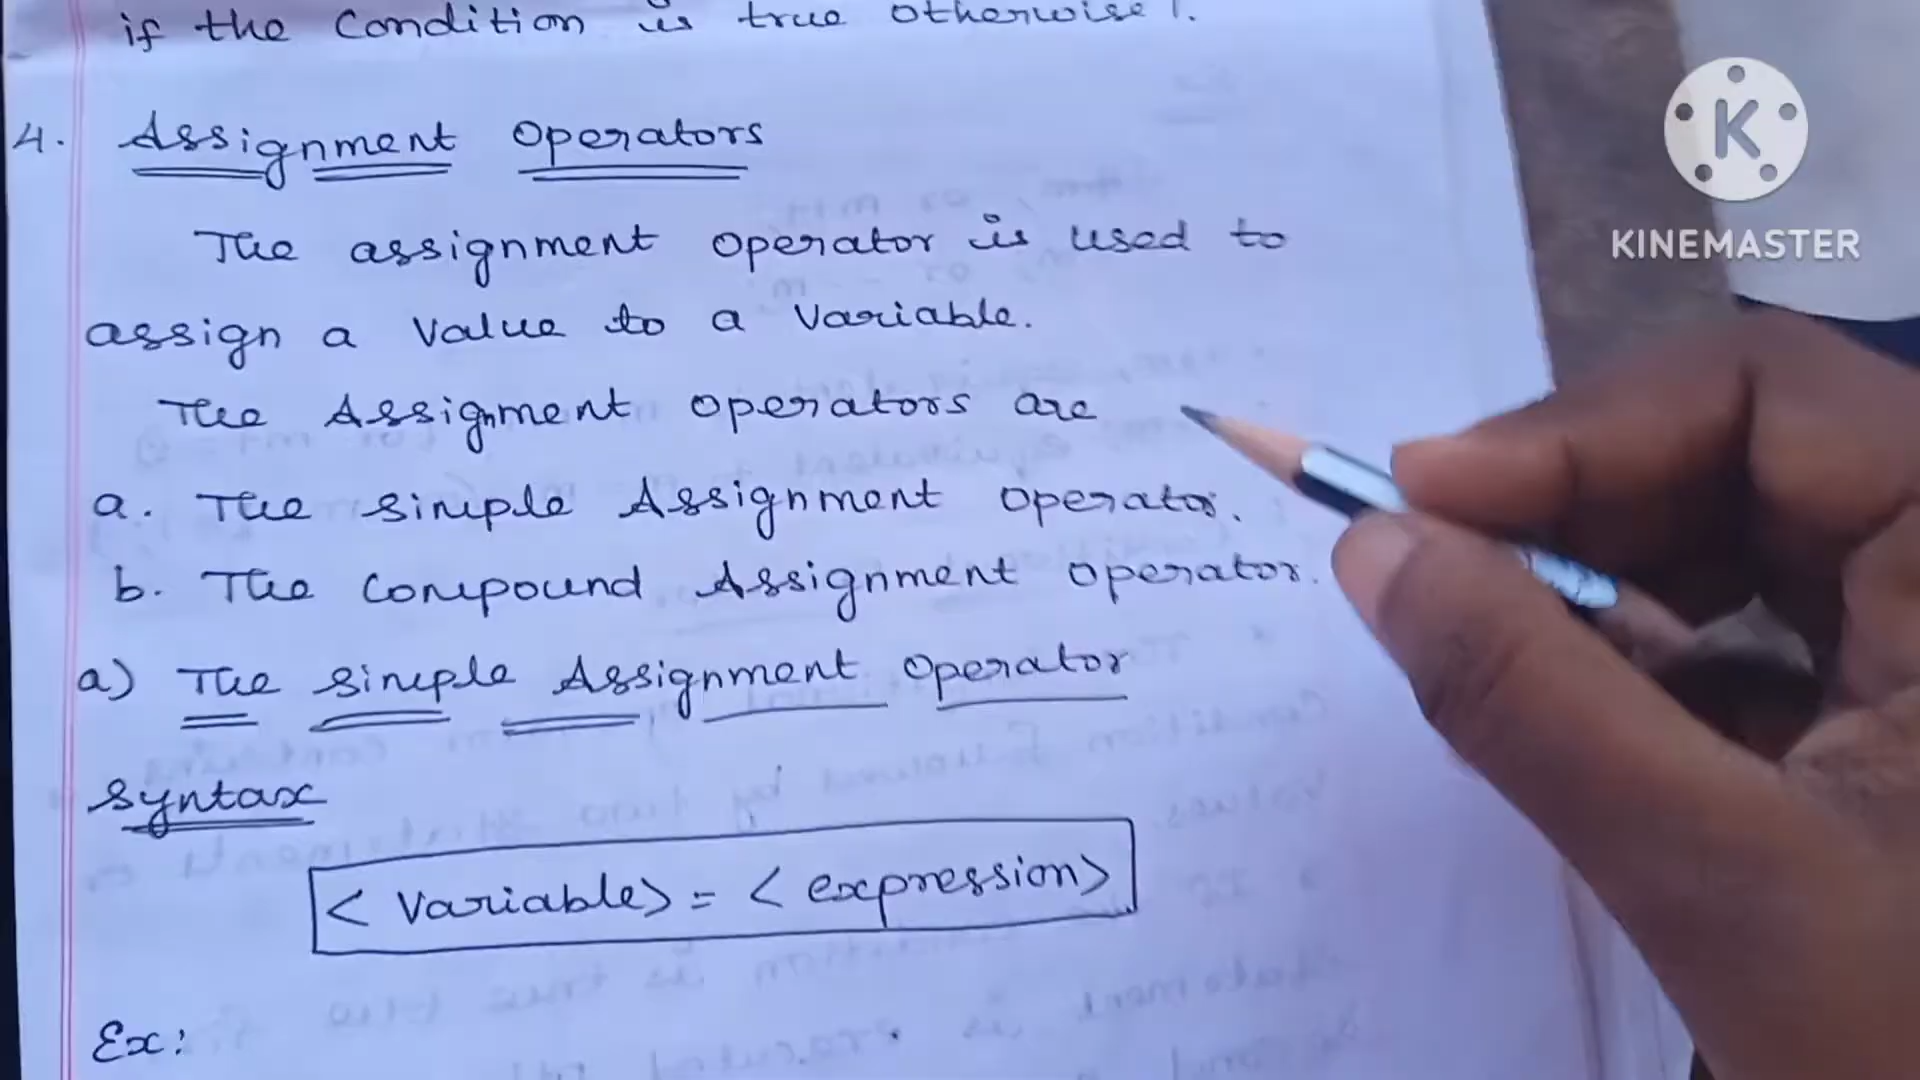 if the Condition is true otherwise 1.
4. Assignment Operators
The assignment operator is used to
assign a value to a variable.
The Assignment operators are
a. The simple Assignment operator.
b. The compound Assignment operator.
a) The simple Assignment operator
Syntax
< variable> = < expression>
Ex:
K
KINEMASTER